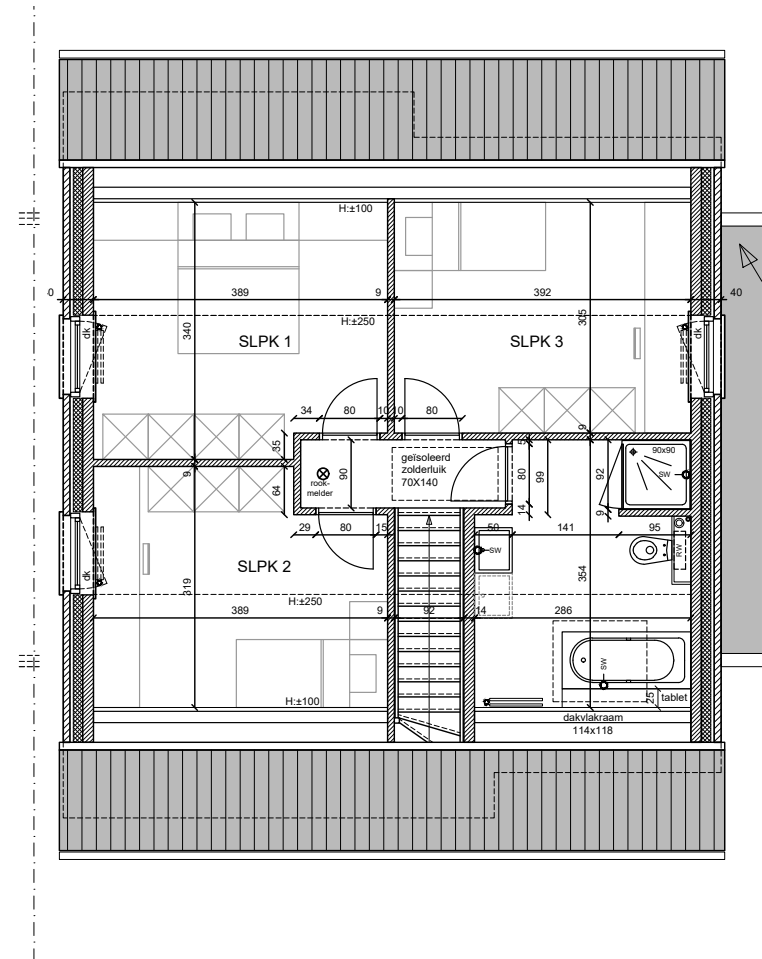 H:±100
40
389
9
392
40
H:±250
340
305
dk
dk
SLPK 1
SLPK 3
34
80
10
10
80
35
9
5
9
geïsoleerd
zolderluik
70X140
90
80
99
92
90x90
SW
rook-
melder
64
14
9
29
80
15
50
141
95
SW
RW
dk
SLPK 2
319
354
H:±250
389
9
92
14
286
SW
H:±100
25
tablet
dakvlakraam
114x118